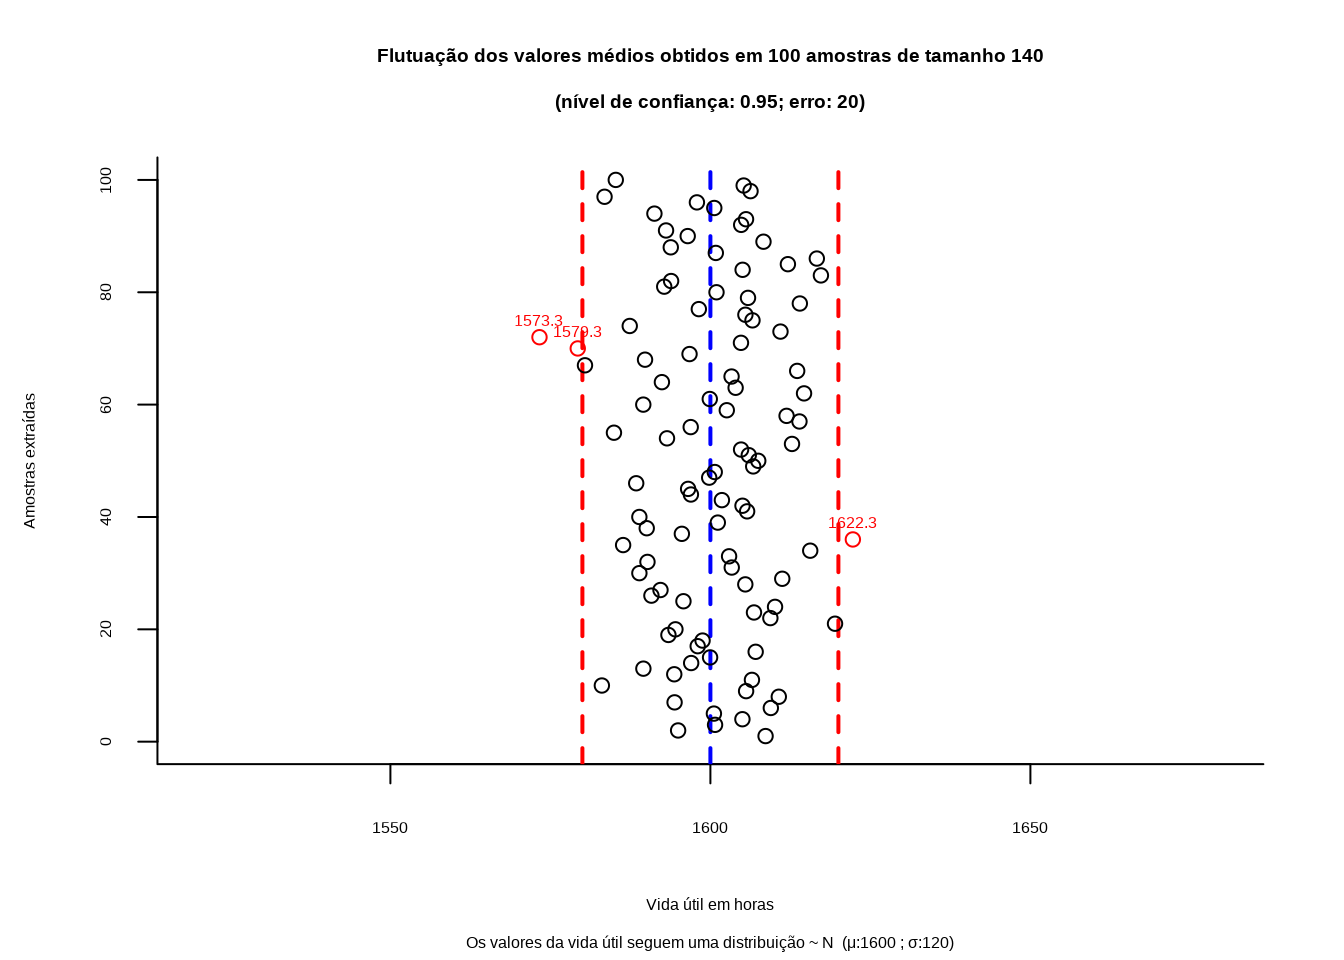 Flutuação dos valores médios obtidos em 100 amostras de tamanho 140
(nível de confiança: 0.95; erro: 20)
Amostras extraídas
100
80
60
40
20
0
1573.3
1579.3
1622.3
1550
1600
1650
Vida útil em horas
Os valores da vida útil seguem uma distribuição ~ N  (μ:1600 ; σ:120)